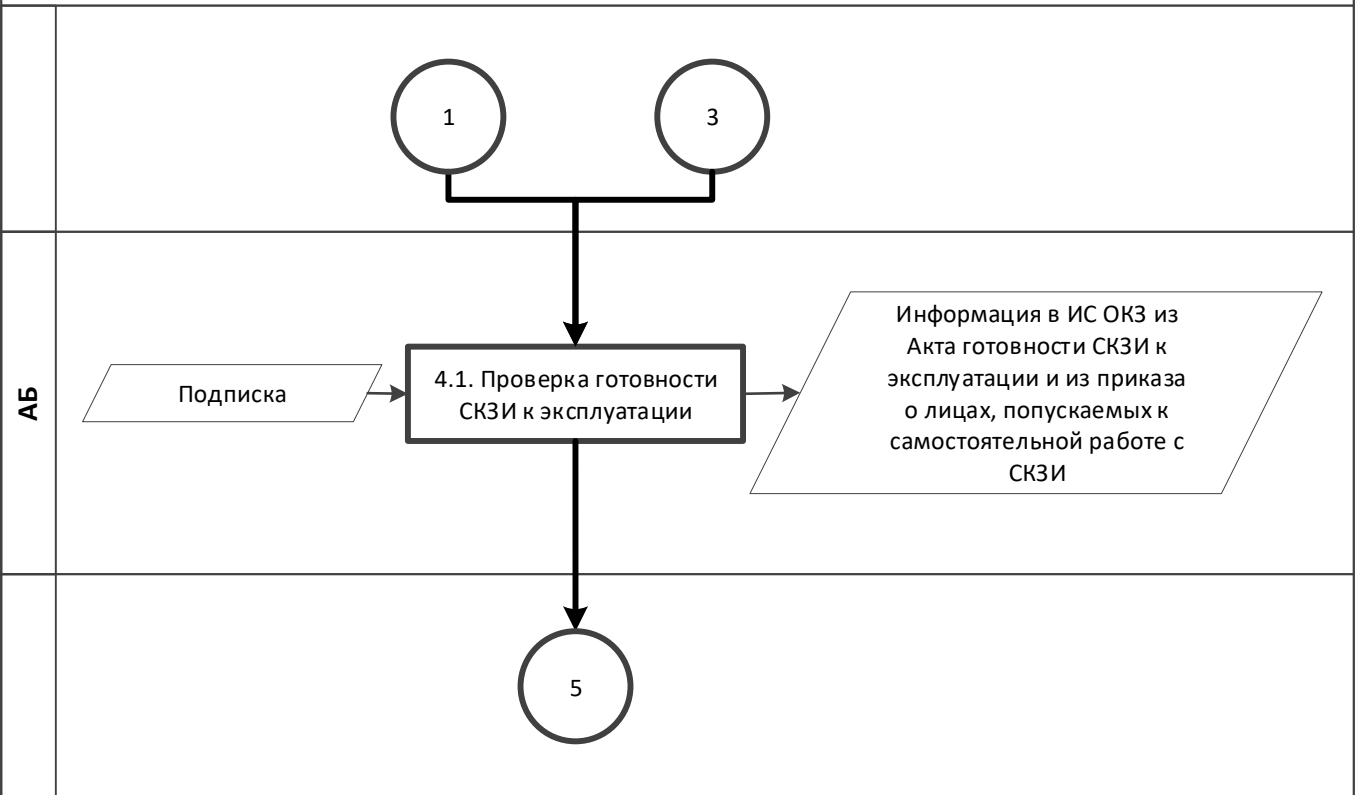 1
3
АБ
Подписка
4.1. Проверка готовности
СКЗИ к эксплуатации
Информация в ИС ОКЗ из
Акта готовности СКЗИ к
эксплуатации и из приказа
о лицах, попускаемых к
самостоятельной работе с
СКЗИ
5